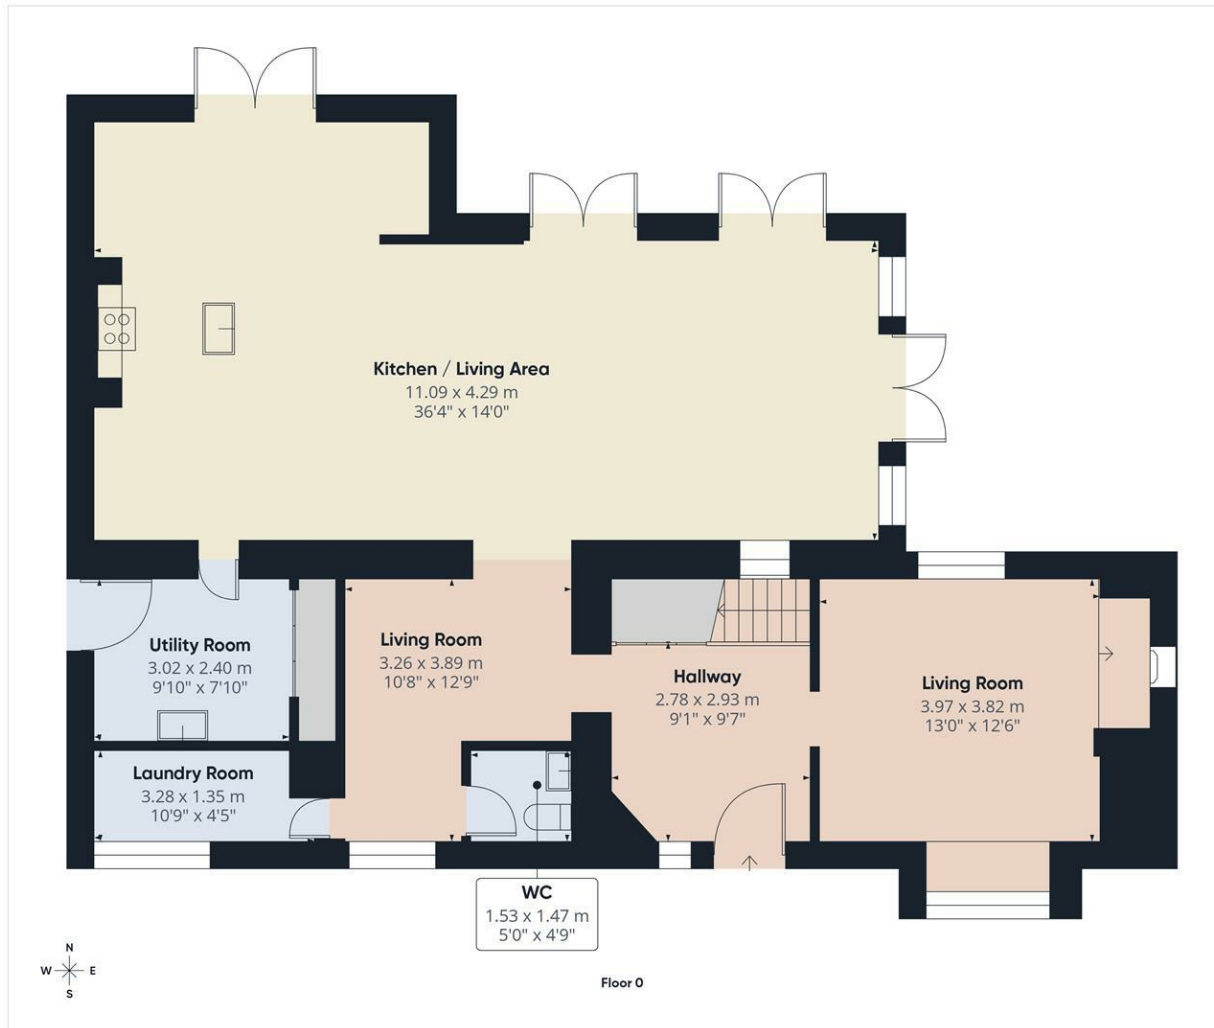 Kitchen / Living Area
11.09 x 4.29 m
36'4" x 14'0"
Utility Room
3.02 x 2.40 m
9'10" x 7'10"
Living Room
3.26 x 3.89 m
10'8" x 12'9"
Hallway
2.78 x 2.93 m
9'1" x 9'7"
Living Room
3.97 x 3.82 m
13'0" x 12'6"
Laundry Room
3.28 x 1.35 m
10'9" x 4'5"
WC
1.53 x 1.47 m
5'0" x 4'9"
N
W E
S
Floor 0